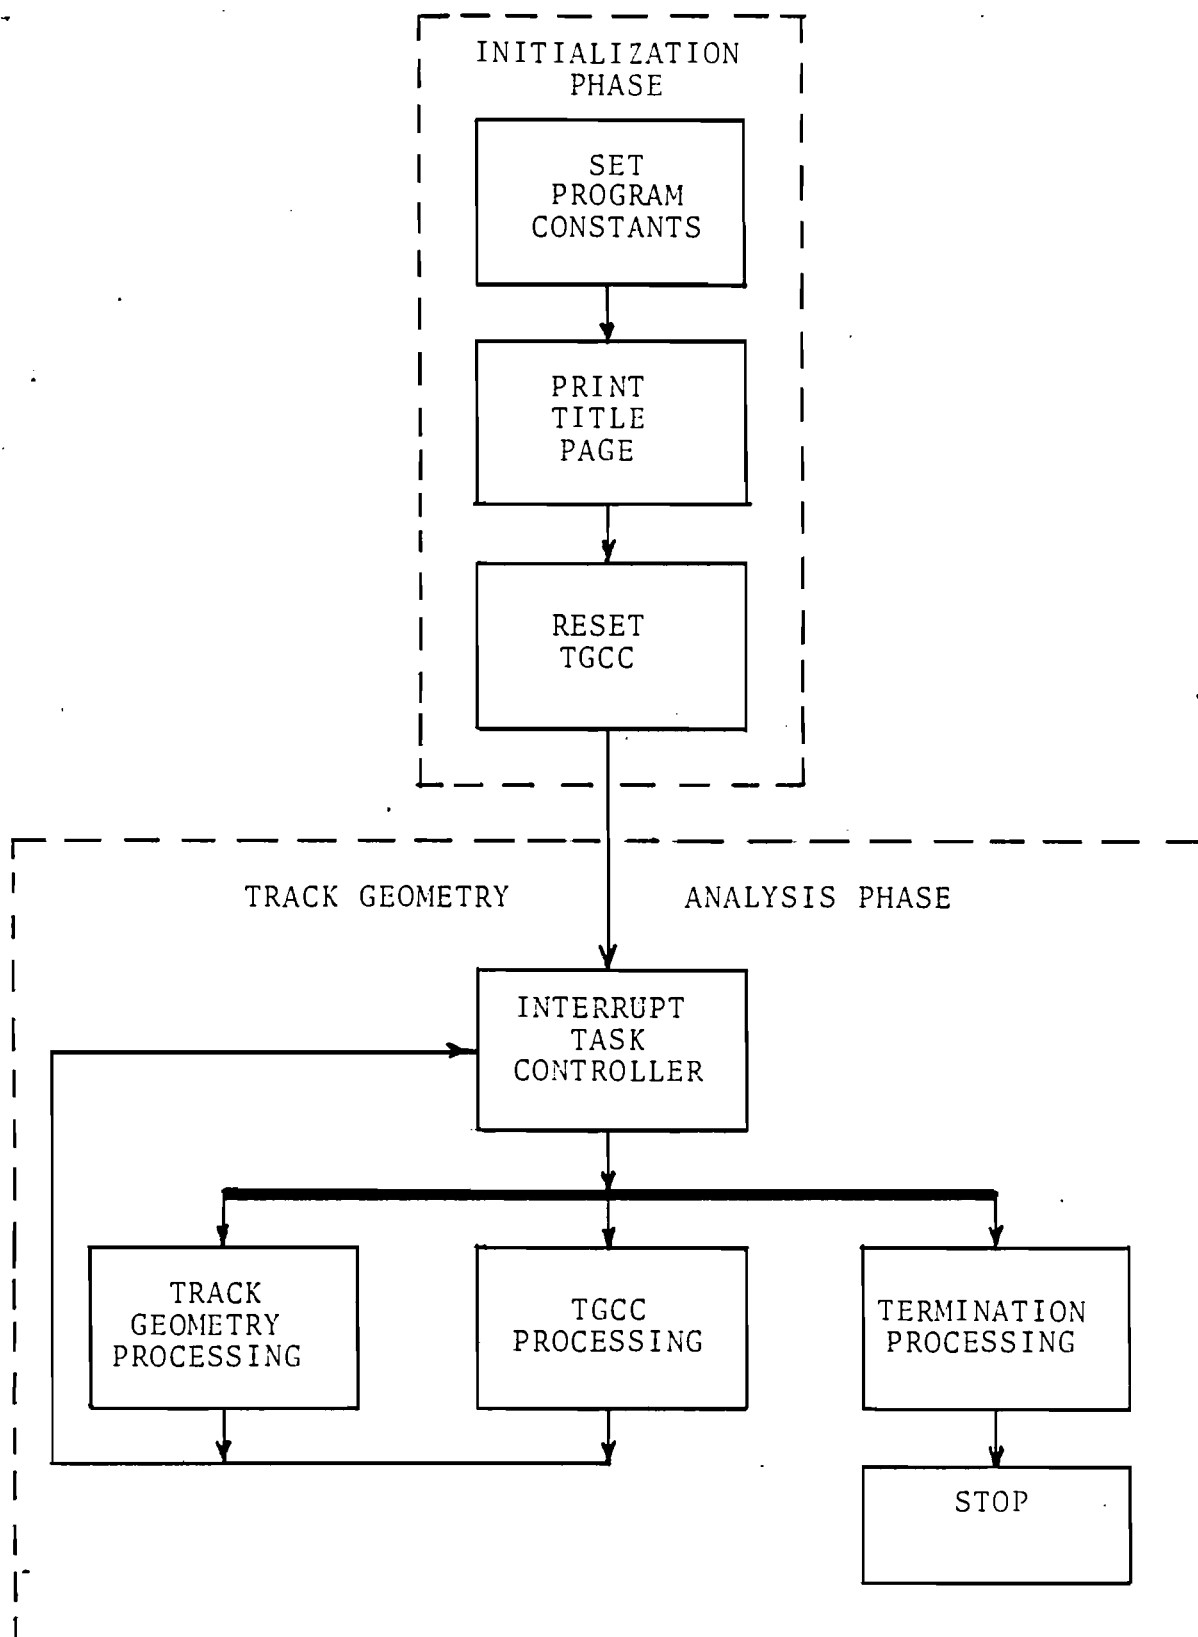 INITIALIZATION
PHASE
SET
PROGRAM
CONSTANTS
PRINT
TITLE
PAGE
RESET
TGCC
TRACK GEOMETRY ANALYSIS PHASE
INTERRUPT
TASK
CONTROLLER
TRACK
GEOMETRY
PROCESSING
TGCC
PROCESSING
TERMINATION
PROCESSING
STOP